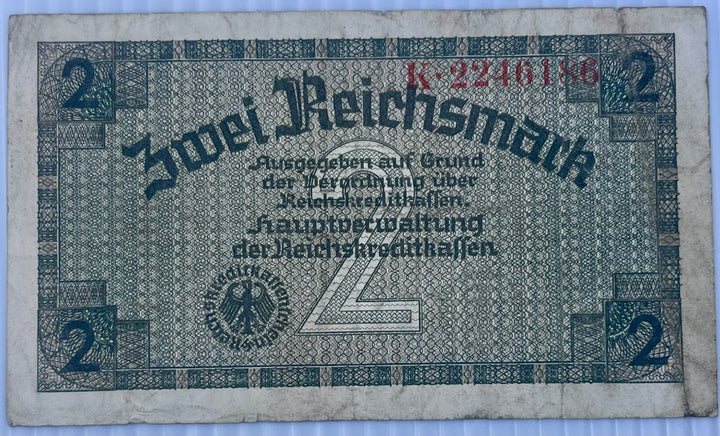 2
K·2246186
2
Zwei Reichsmark
Ausgegeben auf Grund
der Verordnung über
Reichskreditkassen.
Hauptverwaltung
der Reichskreditkassen
2
2
2